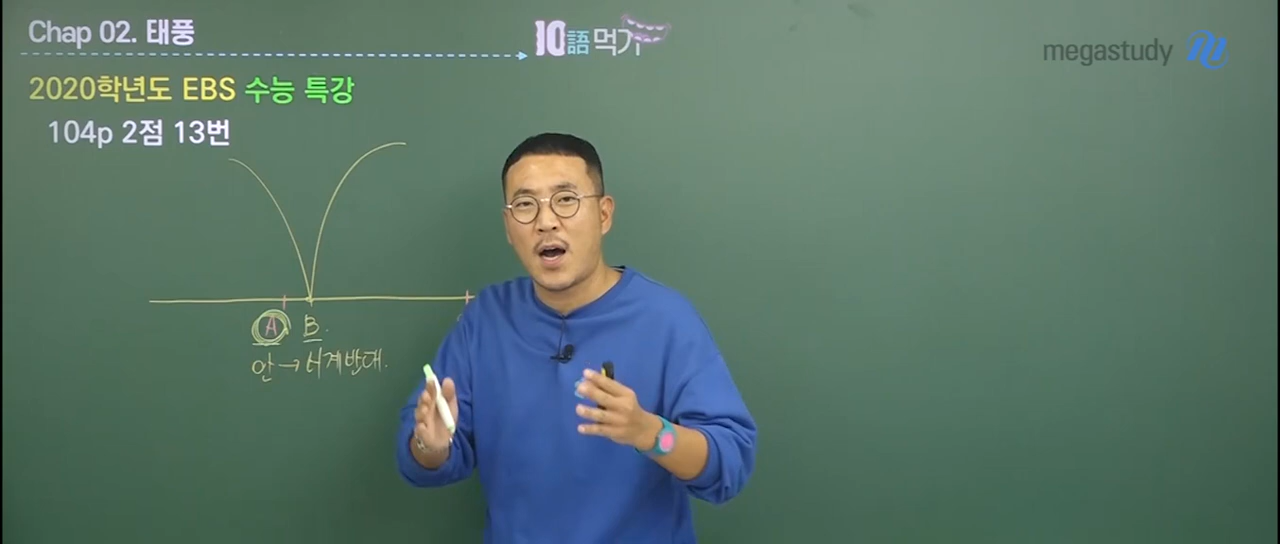 Chap 02. 태풍
10語먹기
megastudy
2020학년도 EBS 수능 특강
104p 2점 13번
A B.
안→시계반대.